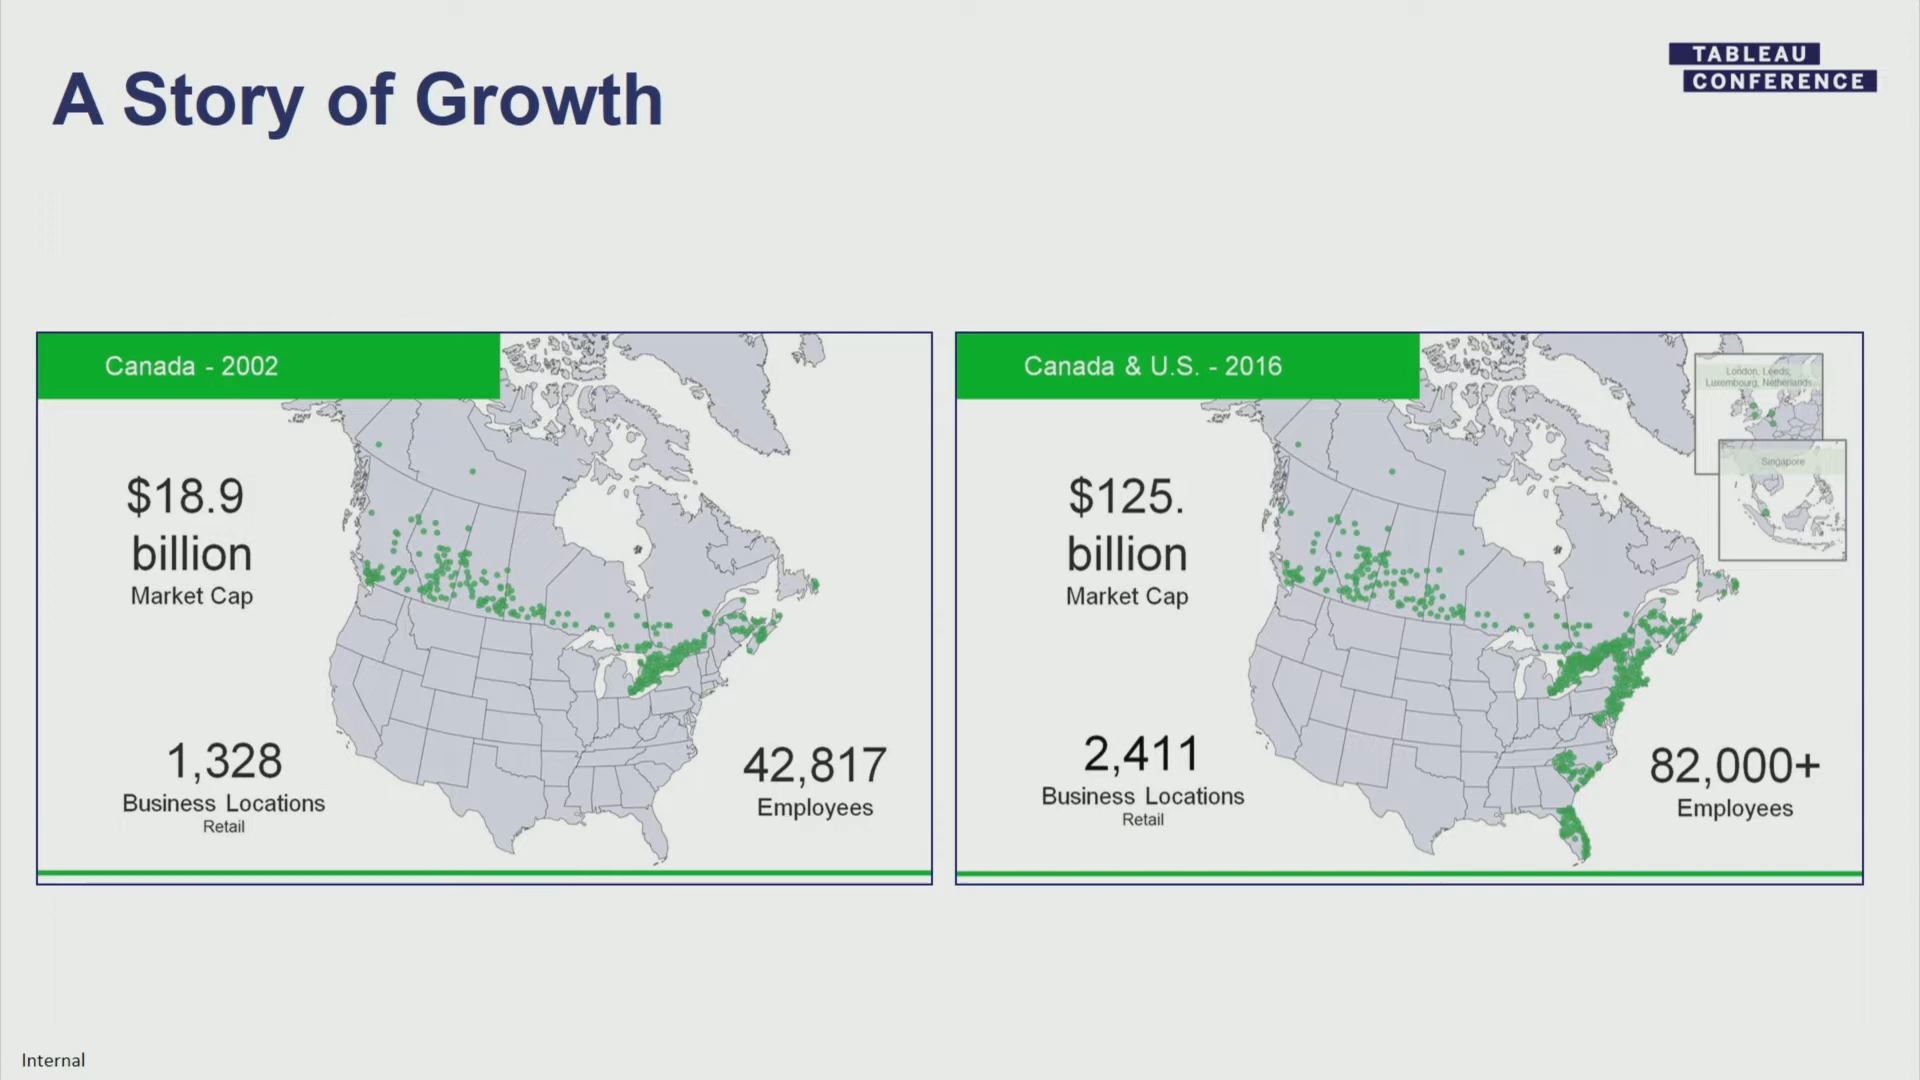 A Story of Growth
TABLEAU
CONFERENCE
Canada - 2002
$18.9
billion
Market Cap
1,328
Business Locations
Retail
42,817
Employees
Canada & U.S. - 2016
London, Leeds,
Luxembourg, Netherlands
Singapore
$125.
billion
Market Cap
2,411
Business Locations
Retail
82,000+
Employees
Internal